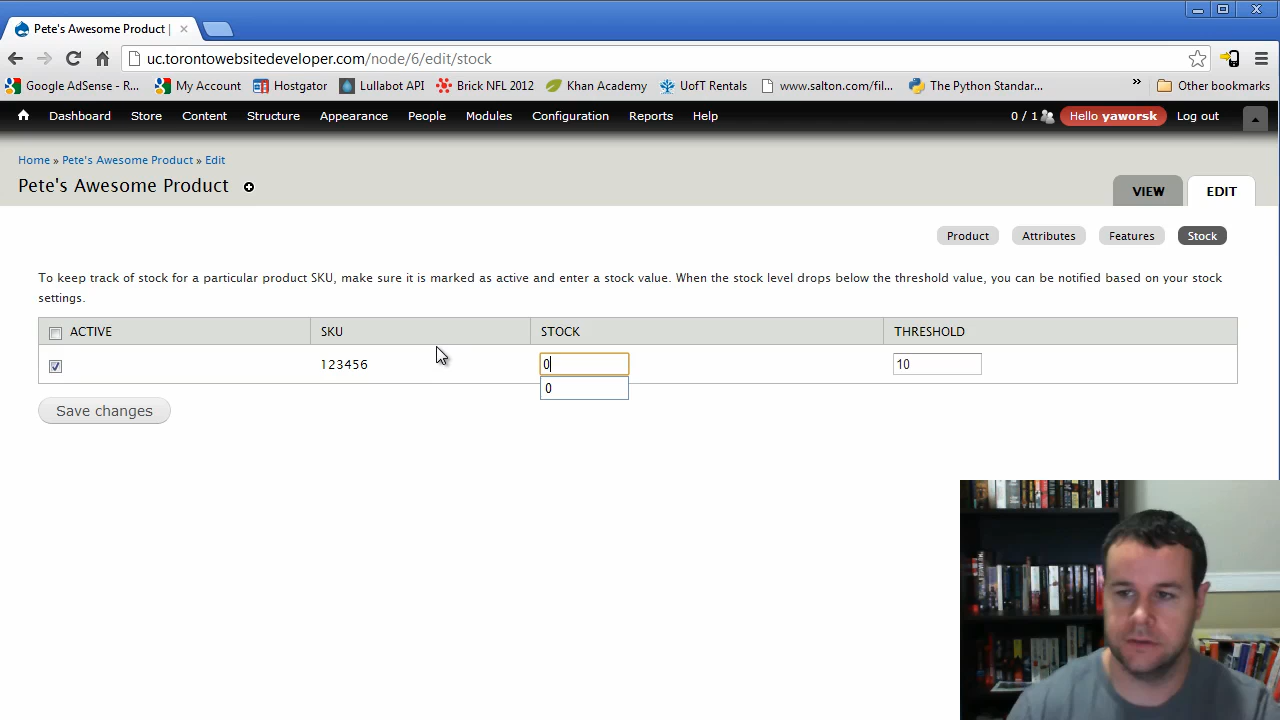 Pete's Awesome Product |
uc.torontowebsitedeveloper.com/node/6/edit/stock
Google AdSense - R... My Account Hostgator Lullabot API Brick NFL 2012 Khan Academy UofT Rentals www.salton.com/fil... The Python Standar... » Other bookmarks
Dashboard Store Content Structure Appearance People Modules Configuration Reports Help 0 / 1 Hello yaworsk Log out
Home » Pete's Awesome Product » Edit
Pete's Awesome Product
VIEW EDIT
Product Attributes Features Stock
To keep track of stock for a particular product SKU, make sure it is marked as active and enter a stock value. When the stock level drops below the threshold value, you can be notified based on your stock
settings.
ACTIVE SKU STOCK THRESHOLD
123456 0 10
0
Save changes